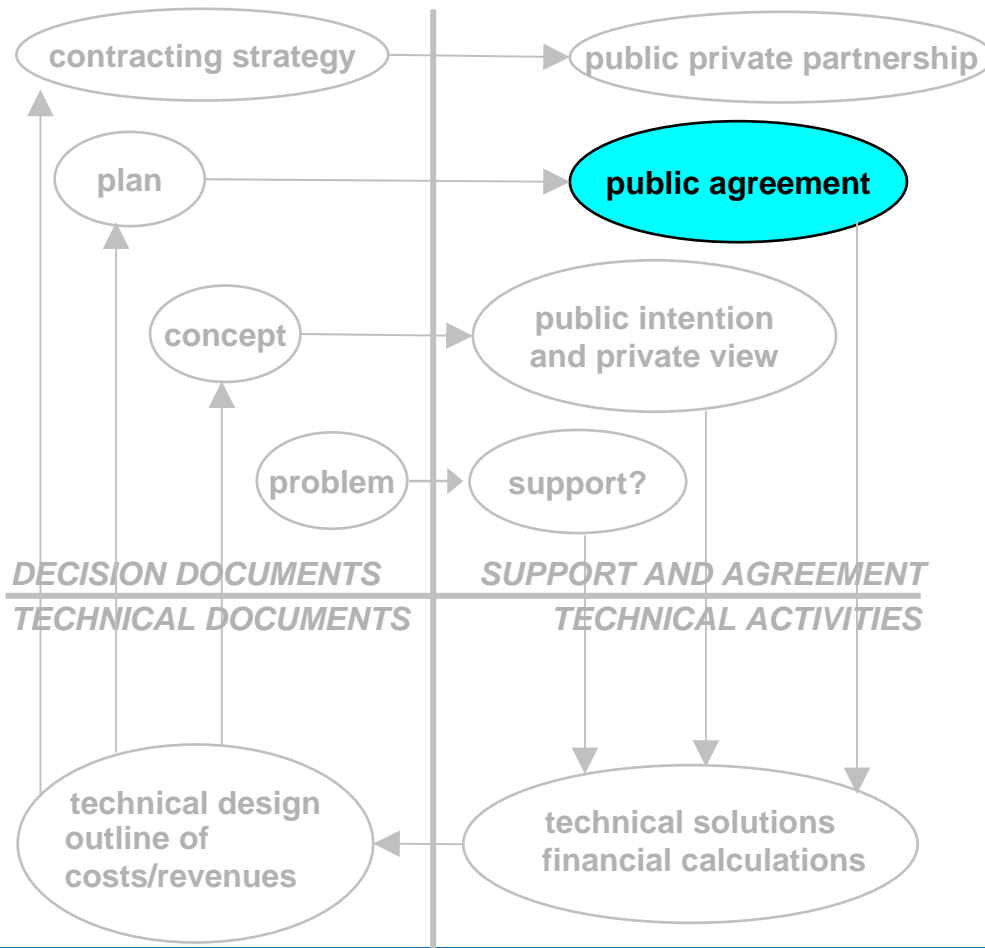 contracting strategy
public private partnership
plan
public agreement
concept
public intention
and private view
problem
support?
DECISION DOCUMENTS
SUPPORT AND AGREEMENT
TECHNICAL DOCUMENTS
TECHNICAL ACTIVITIES
technical design
outline of
costs/revenues
technical solutions
financial calculations